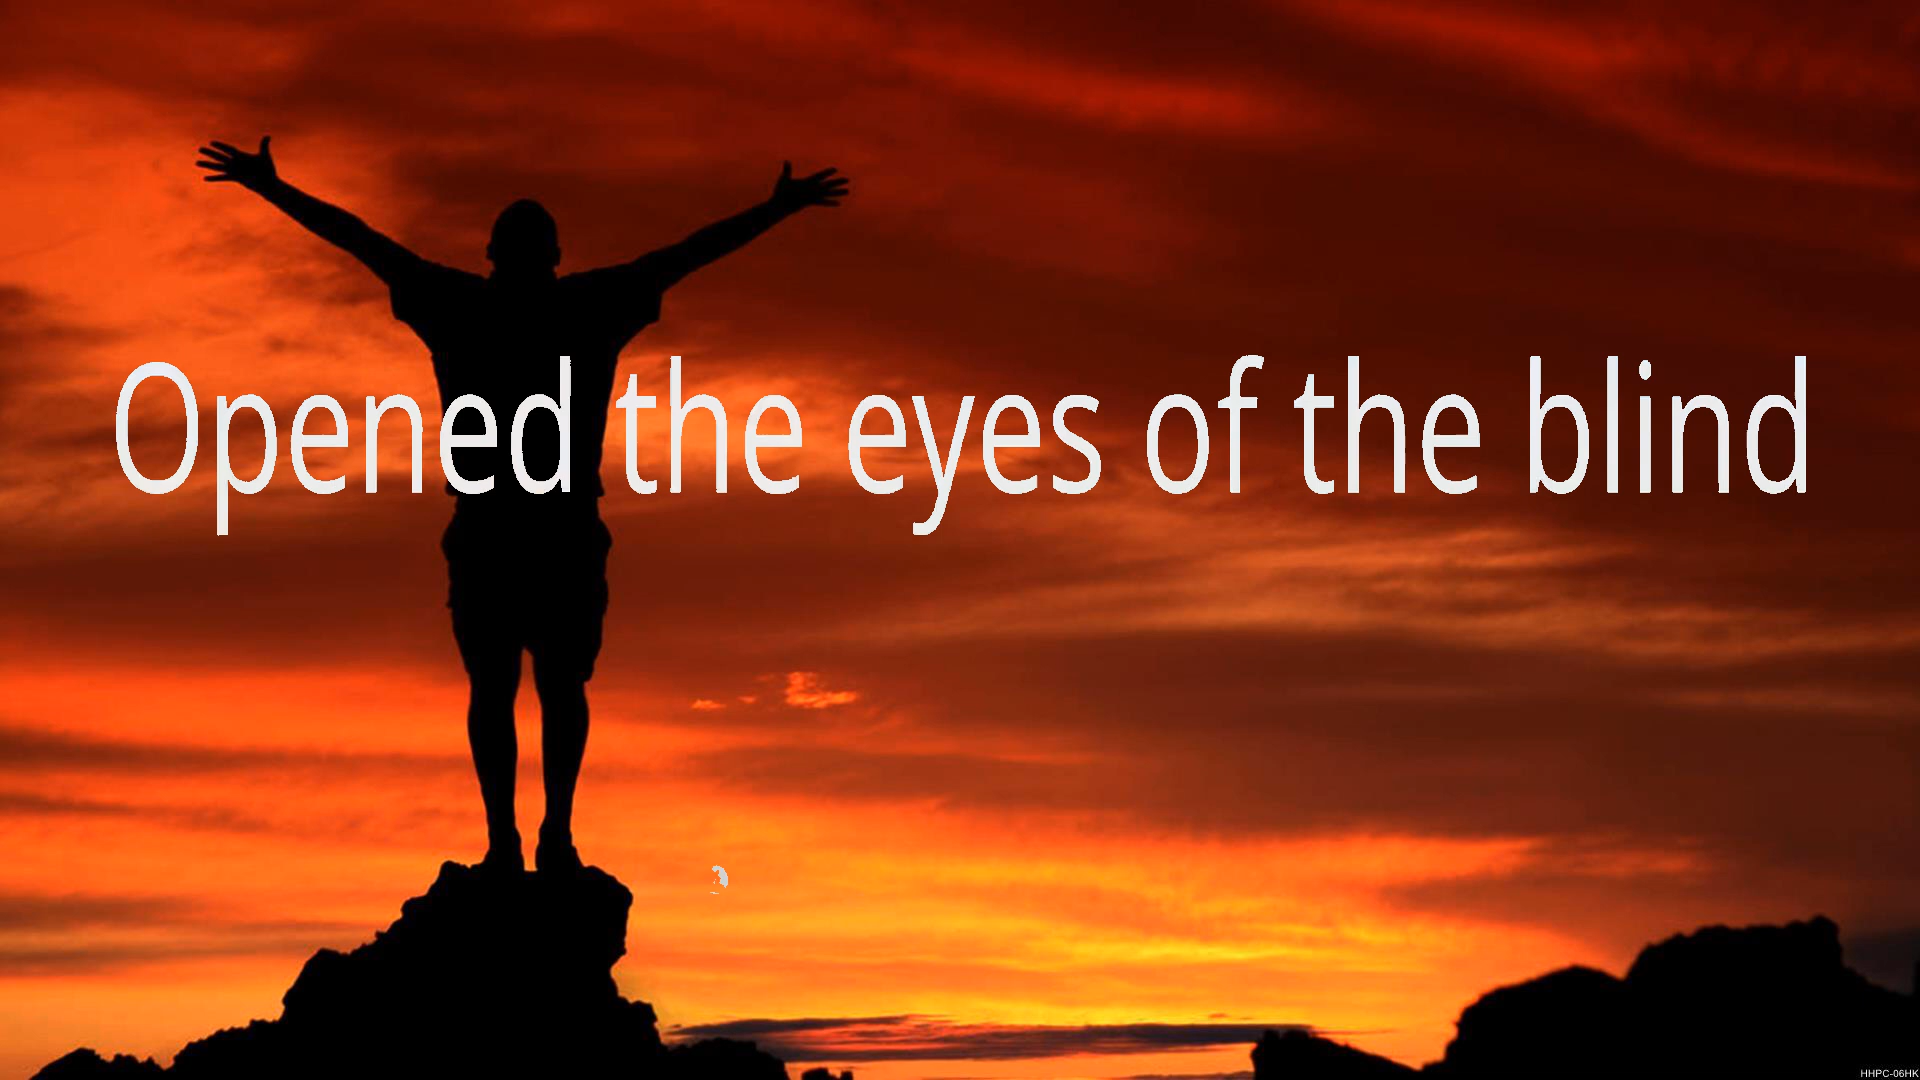 Opened the eyes of the blind
HHPC-06HK